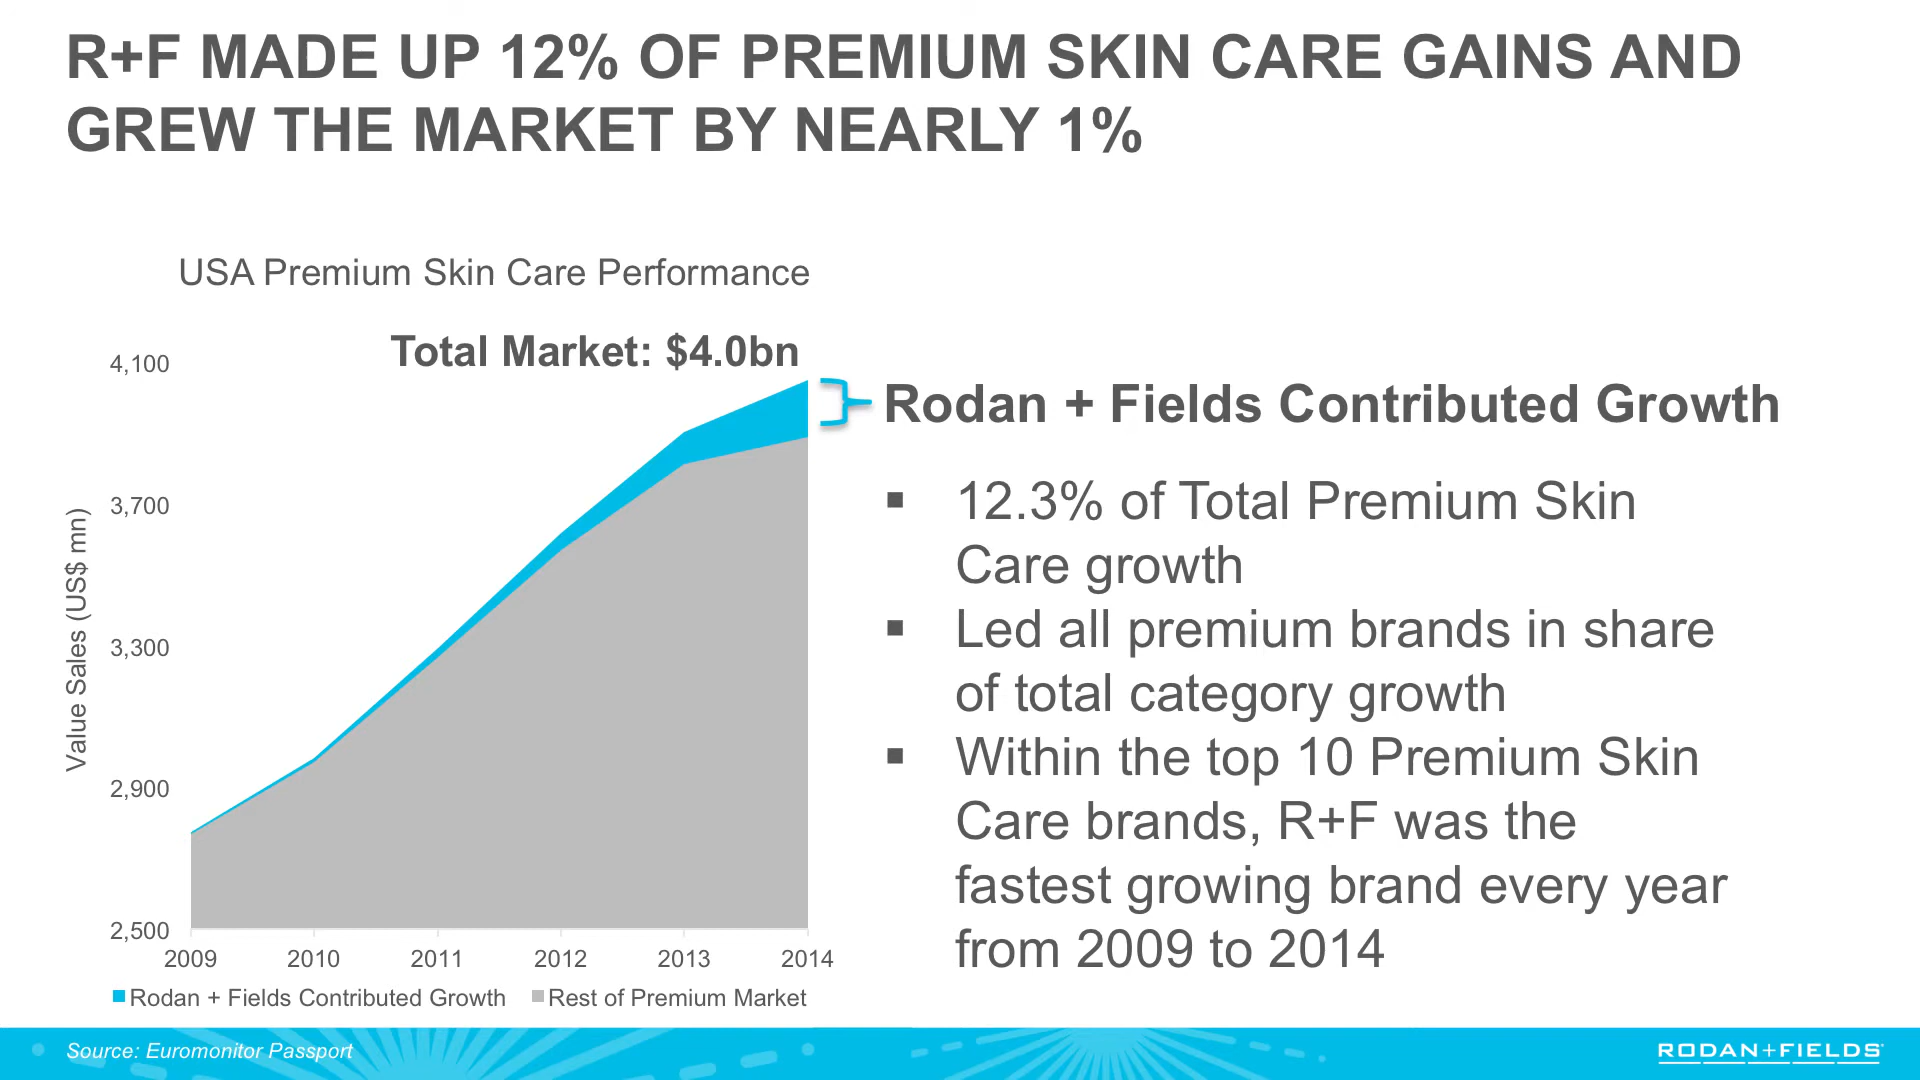 R+F MADE UP 12% OF PREMIUM SKIN CARE GAINS AND
GREW THE MARKET BY NEARLY 1%
USA Premium Skin Care Performance
Total Market: $4.0bn
Value Sales (US$ mn)
4,100
3,700
3,300
2,900
2,500
2009 2010 2011 2012 2013 2014
Rodan + Fields Contributed Growth Rest of Premium Market
Rodan + Fields Contributed Growth
▪ 12.3% of Total Premium Skin
Care growth
▪ Led all premium brands in share
of total category growth
▪ Within the top 10 Premium Skin
Care brands, R+F was the
fastest growing brand every year
from 2009 to 2014
Source: Euromonitor Passport
RODAN+FIELDS